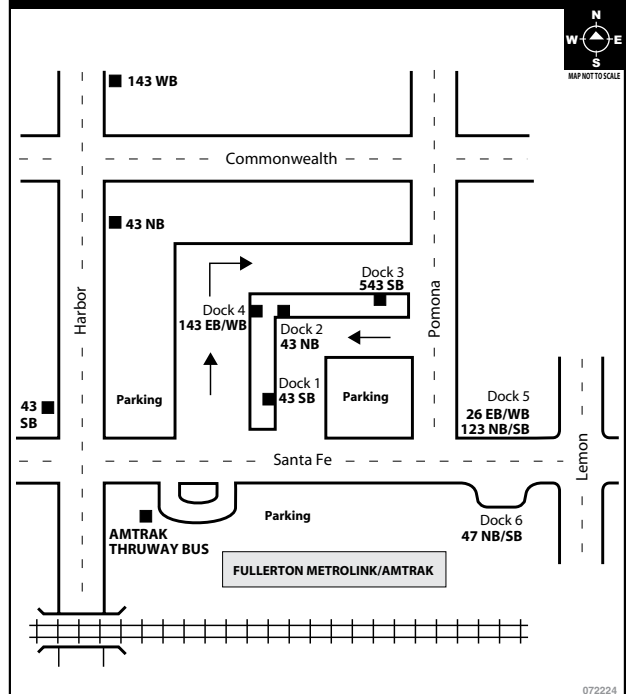 N
W E
S
MAP NOT TO SCALE
143 WB
Commonwealth
43 NB
Harbor
Dock 3
543 SB
Dock 4
143 EB/WB
Dock 2
43 NB
Pomona
Dock 1
43 SB
Parking
Parking
43
SB
Dock 5
26 EB/WB
123 NB/SB
Santa Fe
Lemon
AMTRAK
THRUWAY BUS
Parking
Dock 6
47 NB/SB
FULLERTON METROLINK/AMTRAK
072224